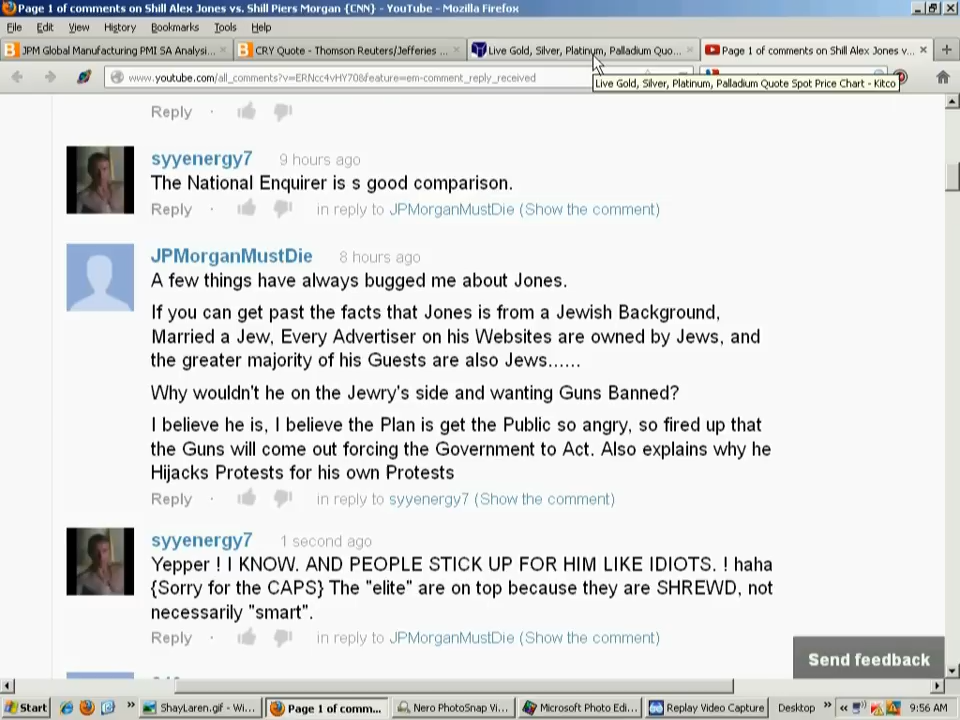 Page 1 of comments on Shill Alex Jones vs. Shill Piers Morgan {CNN} - YouTube - Mozilla Firefox
File Edit View History Bookmarks Tools Help
JPM Global Manufacturing PMI SA Analysi... CRY Quote - Thomson Reuters/Jefferies ... Live Gold, Silver, Platinum, Palladium Quo... Page 1 of comments on Shill Alex Jones v...
www.youtube.com/all_comments?v=ERNcc4vHY70&feature=em-comment_reply_received
Live Gold, Silver, Platinum, Palladium Quote Spot Price Chart - Kitco
Reply
syyenergy7 9 hours ago
The National Enquirer is s good comparison.
Reply · in reply to JPMorganMustDie (Show the comment)
JPMorganMustDie 8 hours ago
A few things have always bugged me about Jones.
If you can get past the facts that Jones is from a Jewish Background,
Married a Jew, Every Advertiser on his Websites are owned by Jews, and
the greater majority of his Guests are also Jews......
Why wouldn't he on the Jewry's side and wanting Guns Banned?
I believe he is, I believe the Plan is get the Public so angry, so fired up that
the Guns will come out forcing the Government to Act. Also explains why he
Hijacks Protests for his own Protests
Reply · in reply to syyenergy7 (Show the comment)
syyenergy7 1 second ago
Yepper ! I KNOW. AND PEOPLE STICK UP FOR HIM LIKE IDIOTS. ! haha
{Sorry for the CAPS} The "elite" are on top because they are SHREWD, not
necessarily "smart".
Reply · in reply to JPMorganMustDie (Show the comment)
Send feedback
Start ShayLaren.gif - Wi... Page 1 of comm... Nero PhotoSnap Vi... Microsoft Photo Edi... Replay Video Capture Desktop 9:56 AM